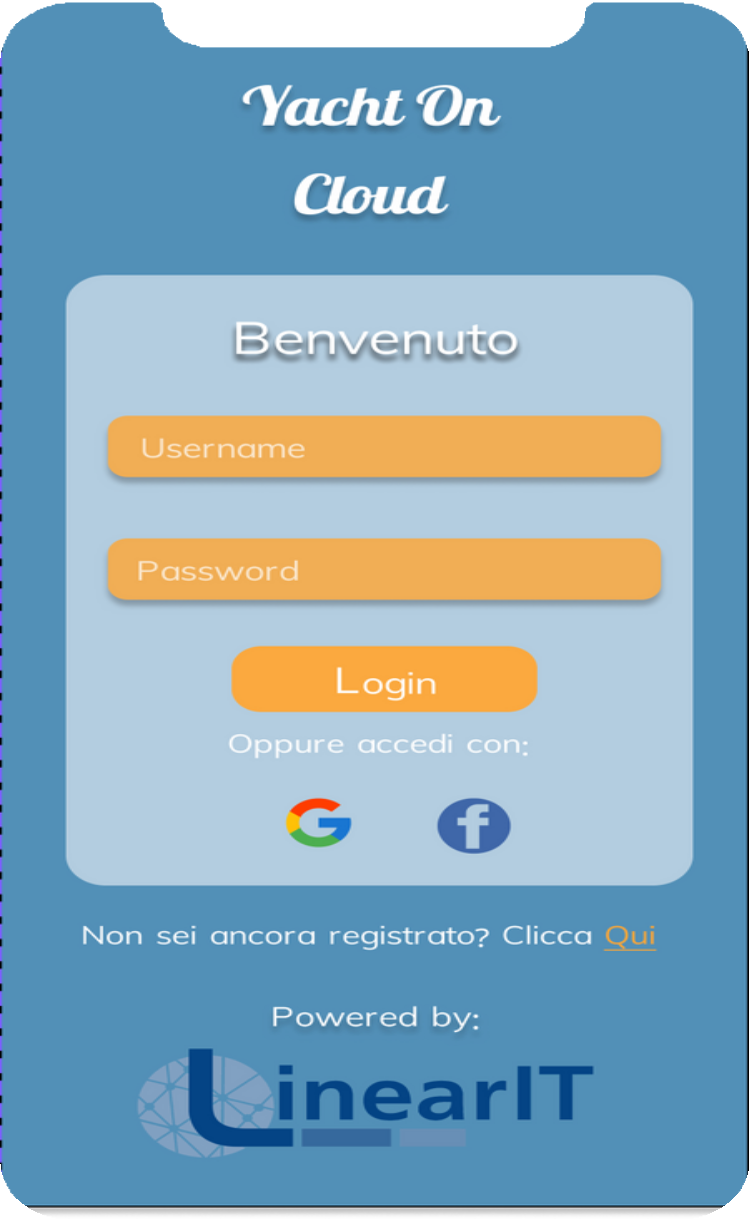 Yacht On
Cloud
Benvenuto
Username
Password
Login
Oppure accedi con:
Non sei ancora registrato? Clicca Qui
Powered by:
LinearIT